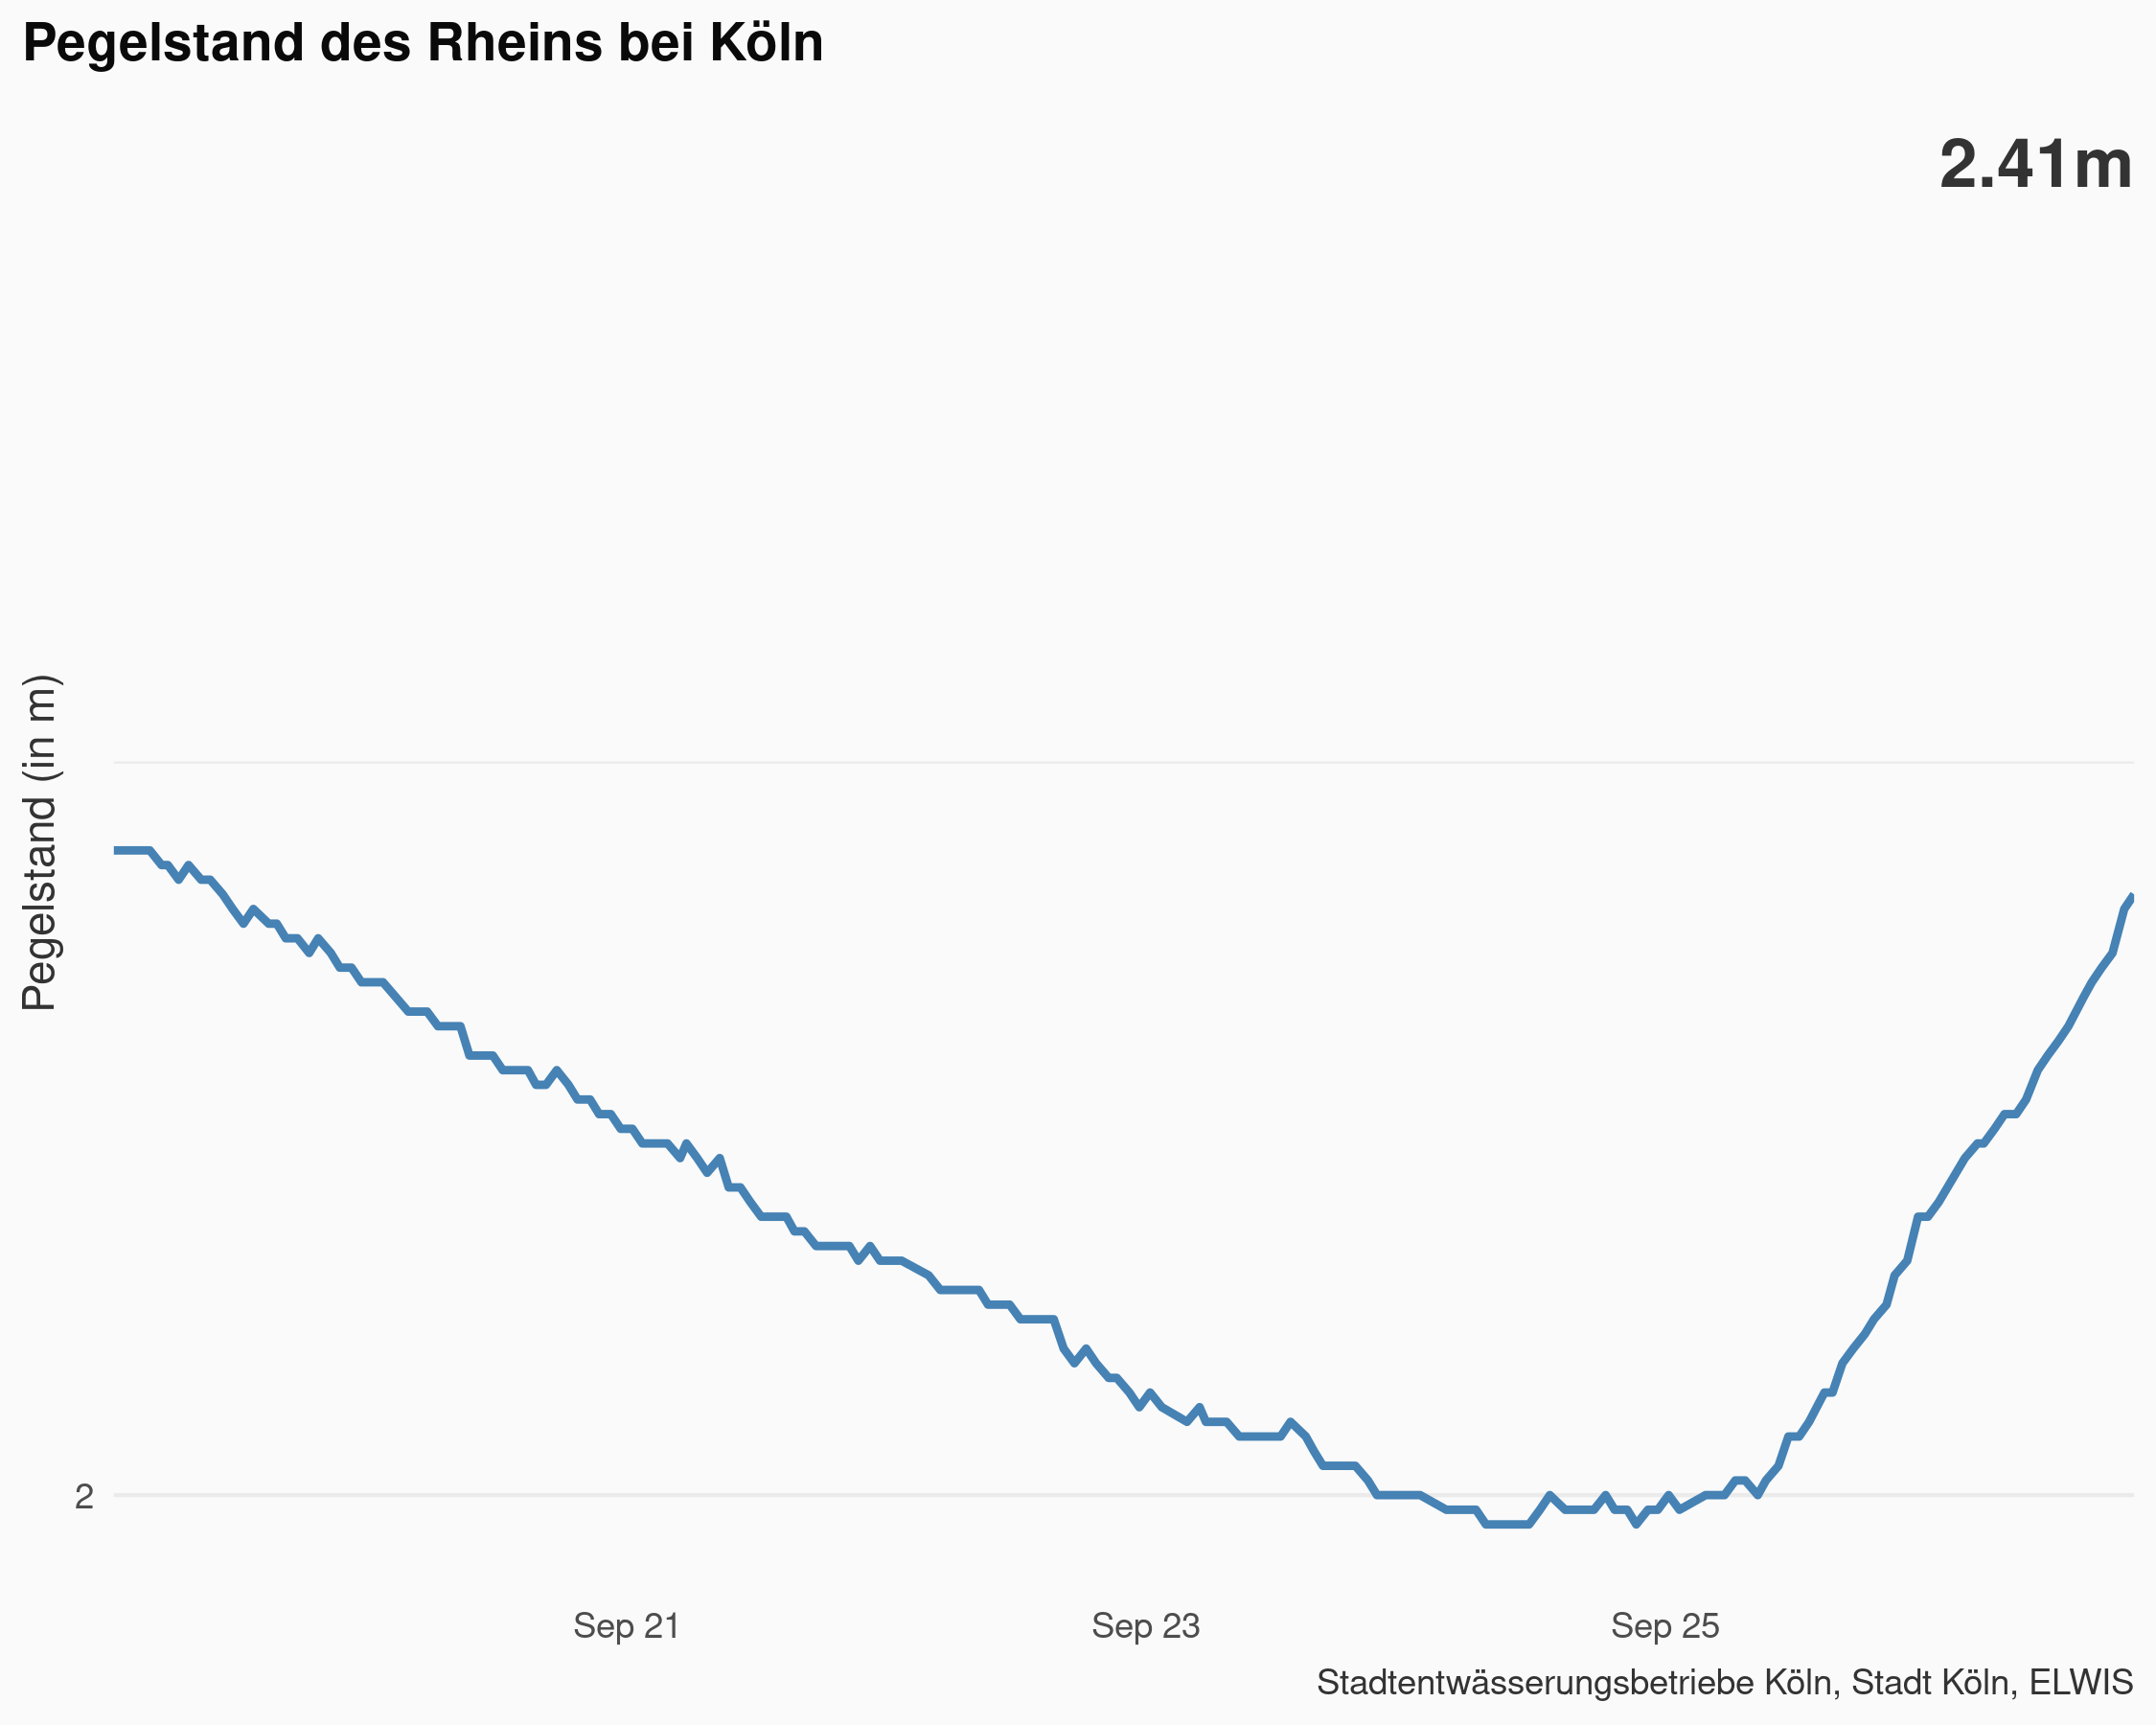 Pegelstand des Rheins bei Köln
2.41m
Pegelstand (in m)
2
Sep 21
Sep 23
Sep 25
Stadtentwässerungsbetriebe Köln, Stadt Köln, ELWIS